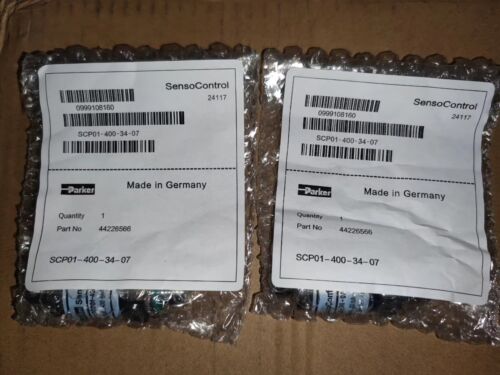 SensoControl
24117
0999108160
SCP01-400-34-07
Parker
Made in Germany
Quantity 1
Part No 44226566
SCP01-400-34-07
SensoControl
24117
0999108160
SCP01-400-34-07
Parker
Made in Germany
Quantity 1
Part No 44226566
SCP01-400-34-07